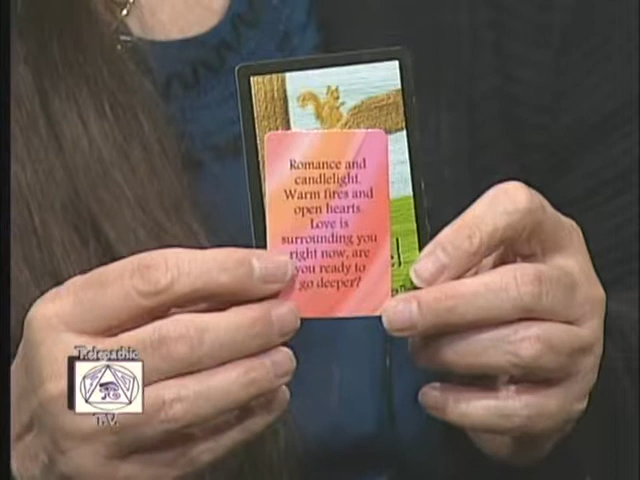 Romance and
candlelight.
Warm fires and
open hearts.
Love is
surrounding you
right now, are
you ready to
go deeper?
Telepathic
T.V.